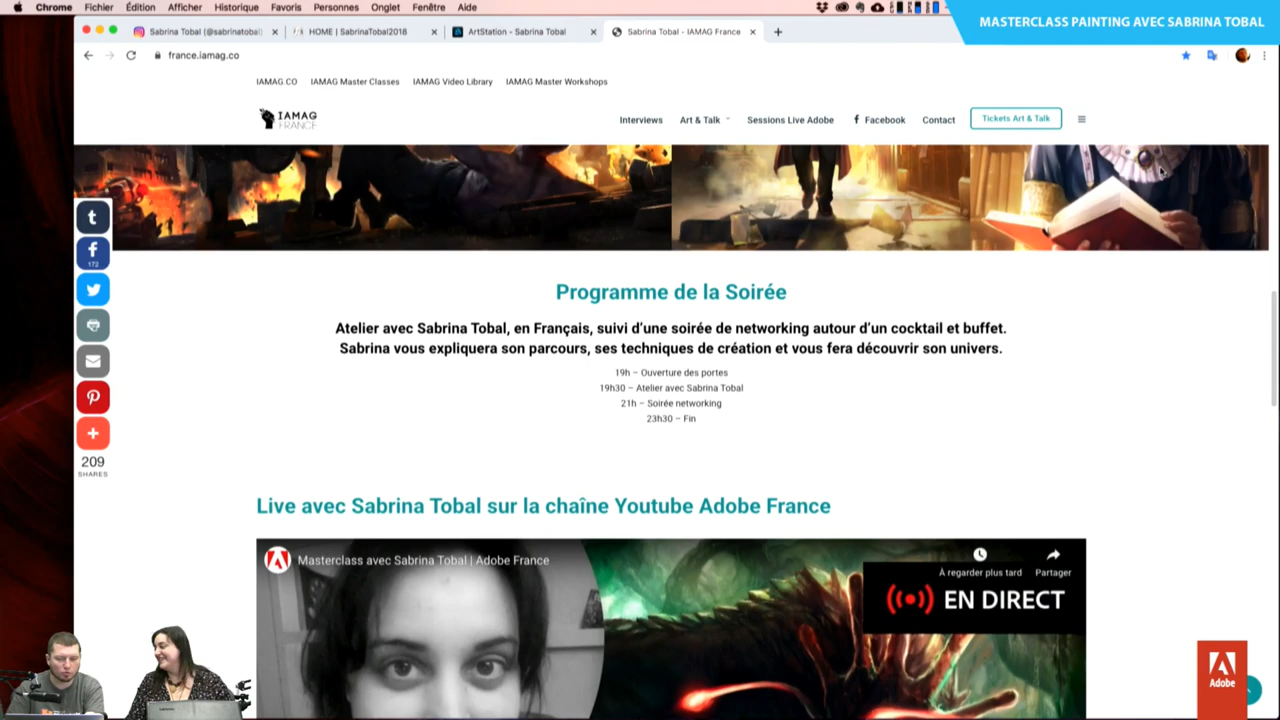 Chrome Fichier Édition Afficher Historique Favoris Personnes Onglet Fenêtre Aide
MASTERCLASS PAINTING AVEC SABRINA TOBAL
Sabrina Tobal (@sabrinatobal)
HOME | SabrinaTobal2018
ArtStation - Sabrina Tobal
Sabrina Tobal - IAMAG France
france.iamag.co
IAMAG.CO IAMAG Master Classes IAMAG Video Library IAMAG Master Workshops
IAMAG
FRANCE
Interviews Art & Talk Sessions Live Adobe Facebook Contact Tickets Art & Talk
172
209
SHARES
Programme de la Soirée
Atelier avec Sabrina Tobal, en Français, suivi d'une soirée de networking autour d'un cocktail et buffet.
Sabrina vous expliquera son parcours, ses techniques de création et vous fera découvrir son univers.
19h – Ouverture des portes
19h30 – Atelier avec Sabrina Tobal
21h – Soirée networking
23h30 – Fin
Live avec Sabrina Tobal sur la chaîne Youtube Adobe France
Masterclass avec Sabrina Tobal | Adobe France
À regarder plus tard Partager
EN DIRECT
Adobe